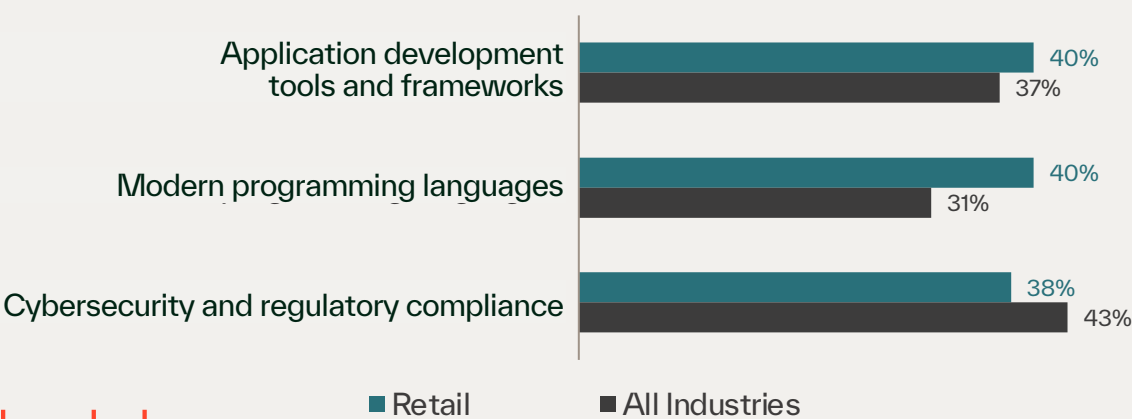 Application development
tools and frameworks
40%
37%
Modern programming languages
40%
31%
Cybersecurity and regulatory compliance
38%
43%
Retail
All Industries